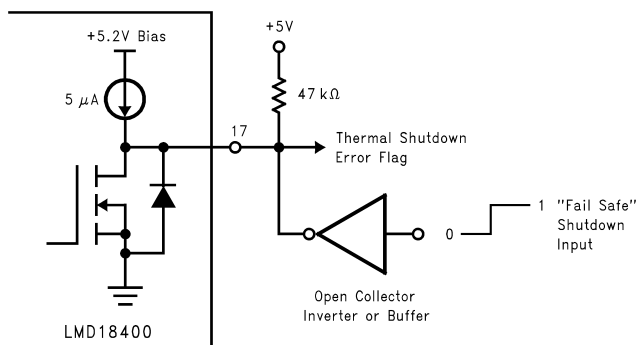 +5.2V Bias
5 μA
17
+5V
47 kΩ
Thermal Shutdown
Error Flag
0
1
"Fail Safe"
Shutdown
Input
Open Collector
Inverter or Buffer
LMD18400